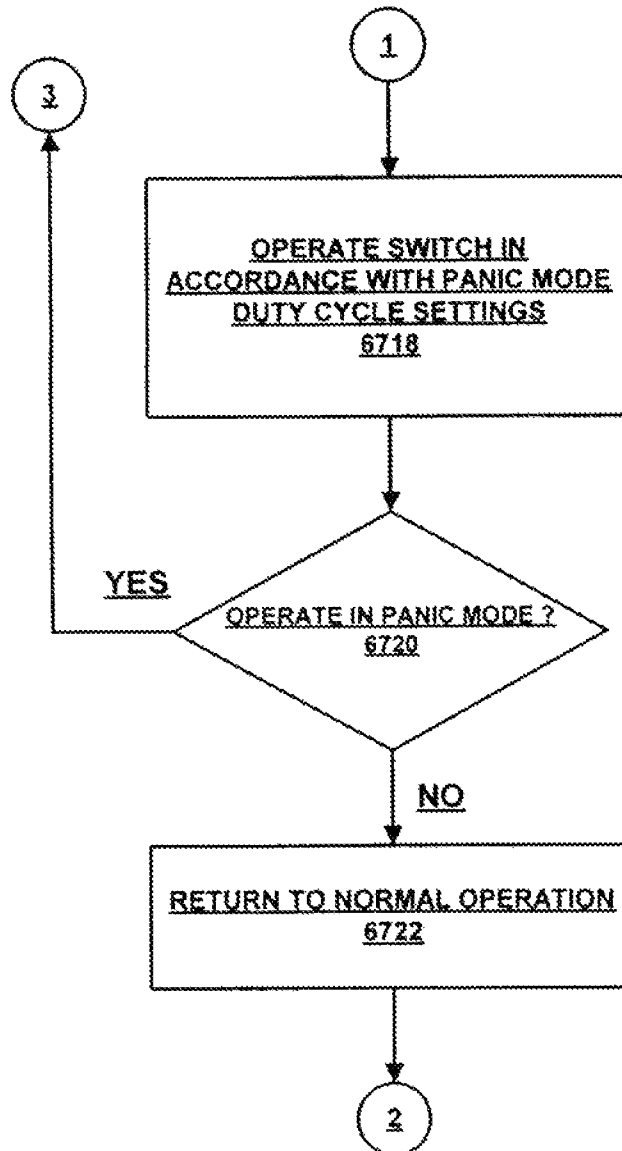 1
3
OPERATE SWITCH IN
ACCORDANCE WITH PANIC MODE
DUTY CYCLE SETTINGS
6718
YES
OPERATE IN PANIC MODE ?
6720
NO
RETURN TO NORMAL OPERATION
6722
2